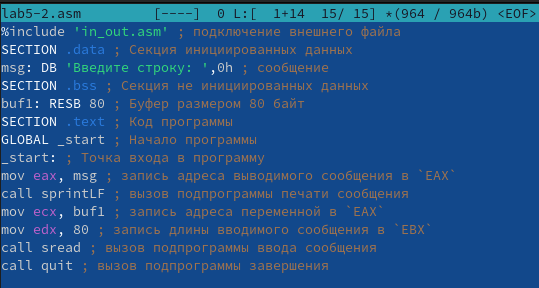 lab5-2.asm [----] 0 L:[ 1+14 15/ 15] *(964 / 964b) <EOF>
%include 'in_out.asm' ; подключение внешнего файла
SECTION .data ; Секция инициированных данных
msg: DB 'Введите строку: ',0h ; сообщение
SECTION .bss ; Секция не инициированных данных
buf1: RESB 80 ; Буфер размером 80 байт
SECTION .text ; Код программы
GLOBAL _start ; Начало программы
_start: ; Точка входа в программу
mov eax, msg ; запись адреса выводимого сообщения в `EAX`
call sprintLF ; вызов подпрограммы печати сообщения
mov ecx, buf1 ; запись адреса переменной в `EAX`
mov edx, 80 ; запись длины вводимого сообщения в `EBX`
call sread ; вызов подпрограммы ввода сообщения
call quit ; вызов подпрограммы завершения